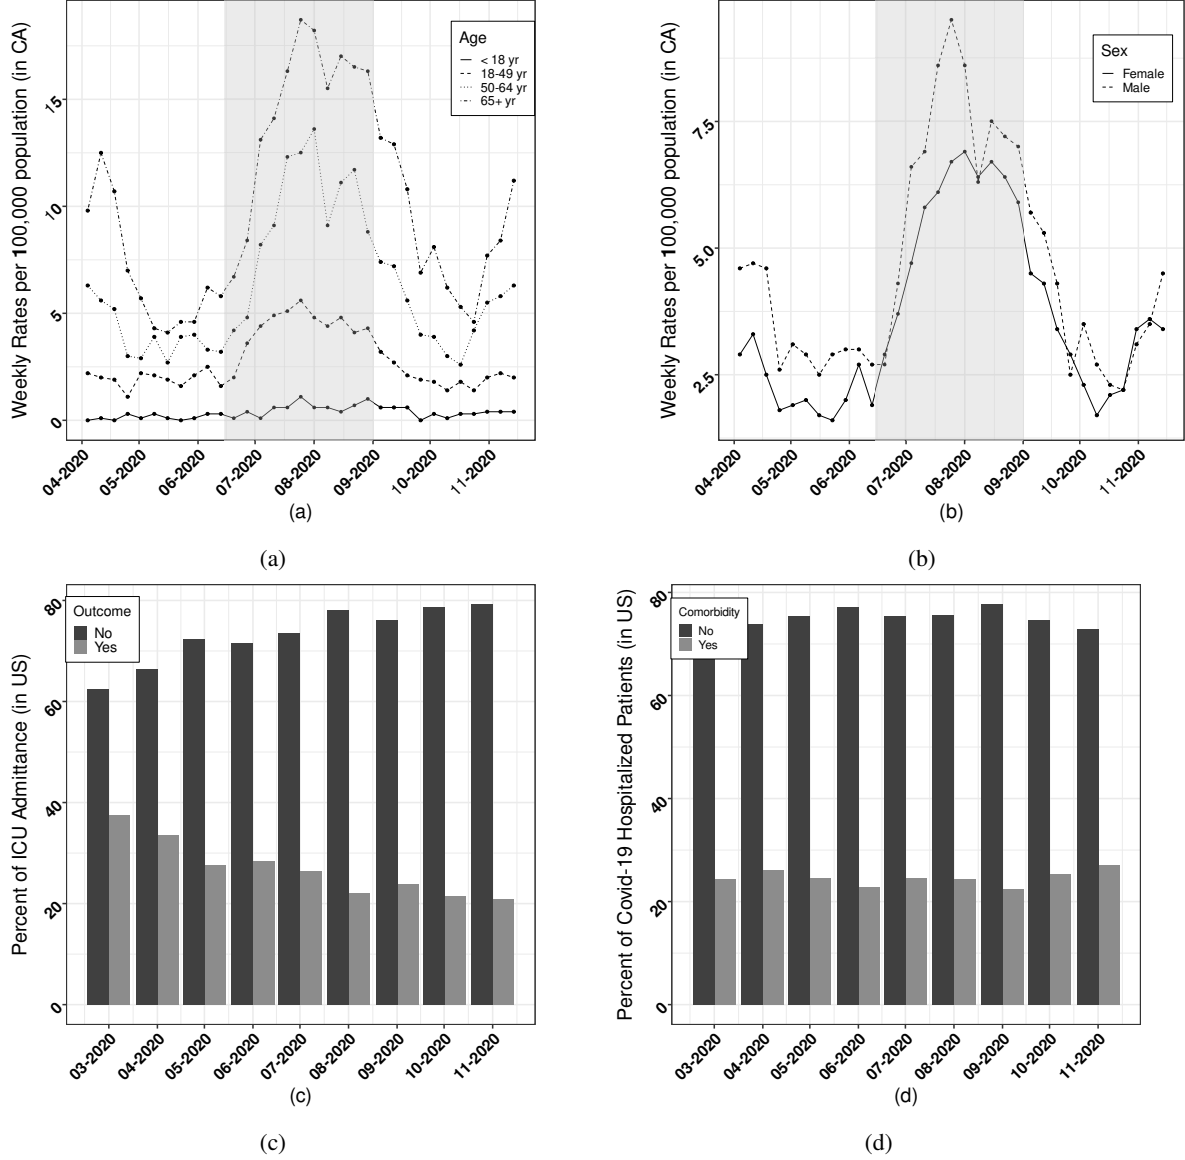 Weekly Rates per 100,000 population (in CA)
15
10
5
0
Age
< 18 yr
18-49 yr
50-64 yr
65+ yr
04-2020
05-2020
06-2020
07-2020
08-2020
09-2020
10-2020
11-2020
(a)
(a)
Weekly Rates per 100,000 population (in CA)
7.5
5.0
2.5
Sex
Female
Male
04-2020
05-2020
06-2020
07-2020
08-2020
09-2020
10-2020
11-2020
(b)
(b)
Percent of ICU Admittance (in US)
80
60
40
20
0
Outcome
No
Yes
03-2020
04-2020
05-2020
06-2020
07-2020
08-2020
09-2020
10-2020
11-2020
(c)
(c)
Percent of Covid-19 Hospitalized Patients (in US)
80
60
40
20
0
Comorbidity
No
Yes
03-2020
04-2020
05-2020
06-2020
07-2020
08-2020
09-2020
10-2020
11-2020
(d)
(d)